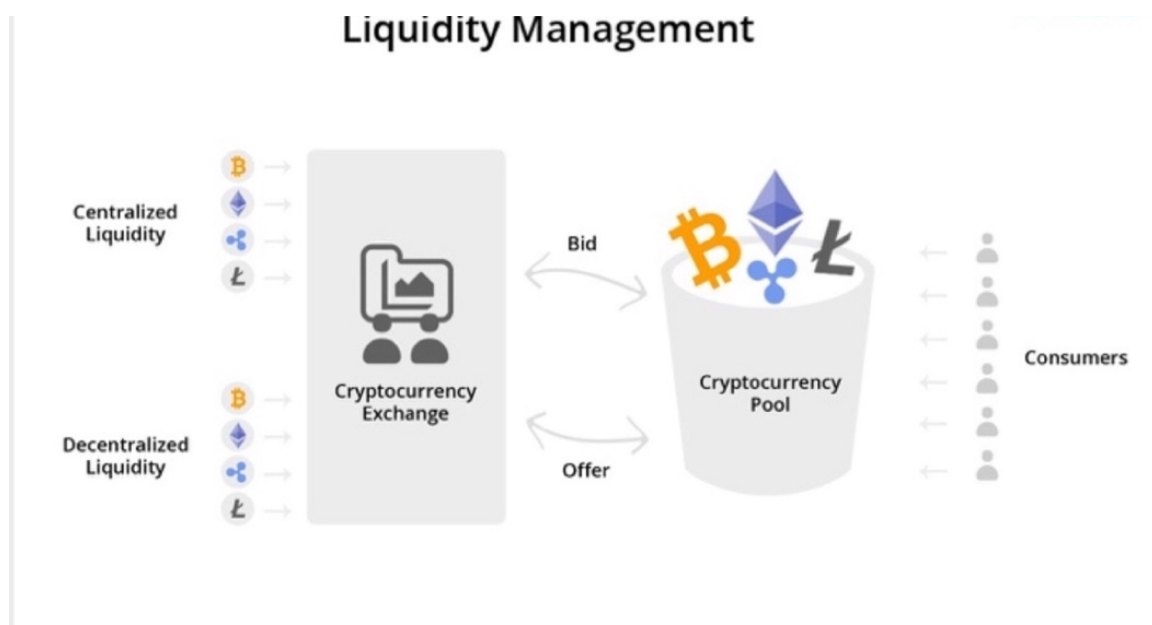 Liquidity Management
Centralized
Liquidity
Decentralized
Liquidity
Cryptocurrency
Exchange
Bid
Offer
Cryptocurrency
Pool
Consumers